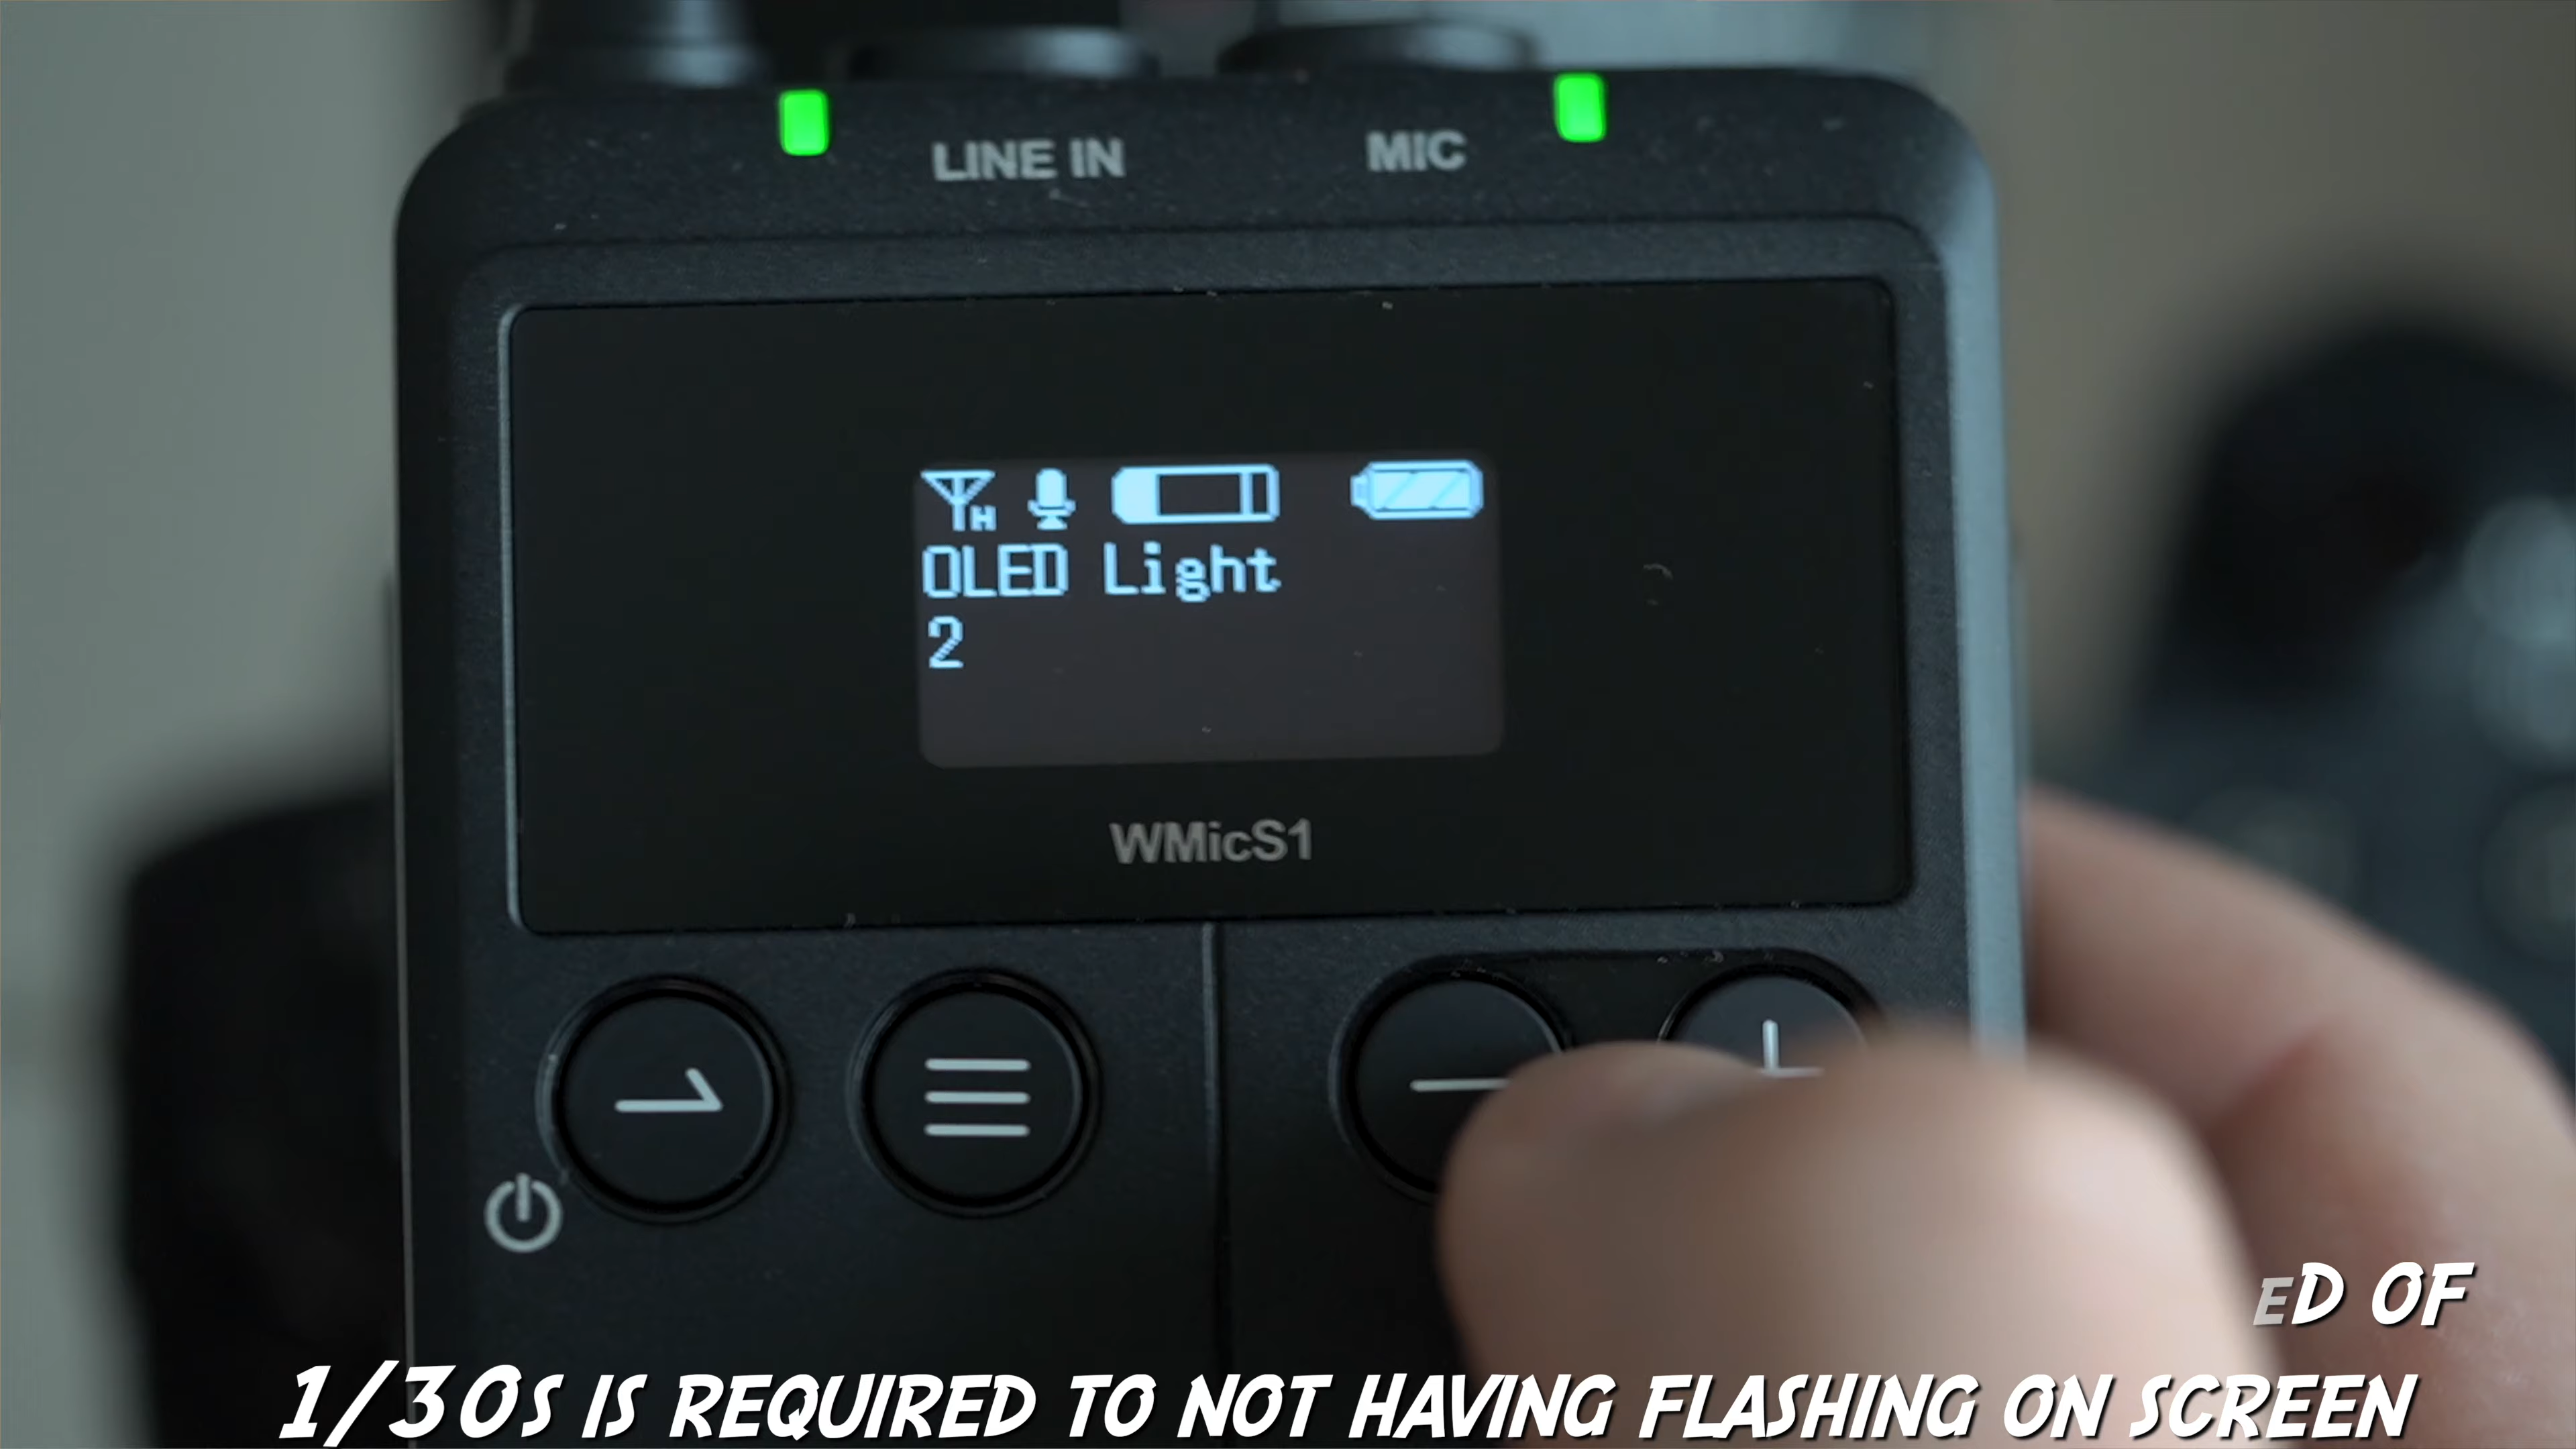 LINE IN
MIC
H
OLED Light
2
WMicS1
ED OF
1/30S IS REQUIRED TO NOT HAVING FLASHING ON SCREEN